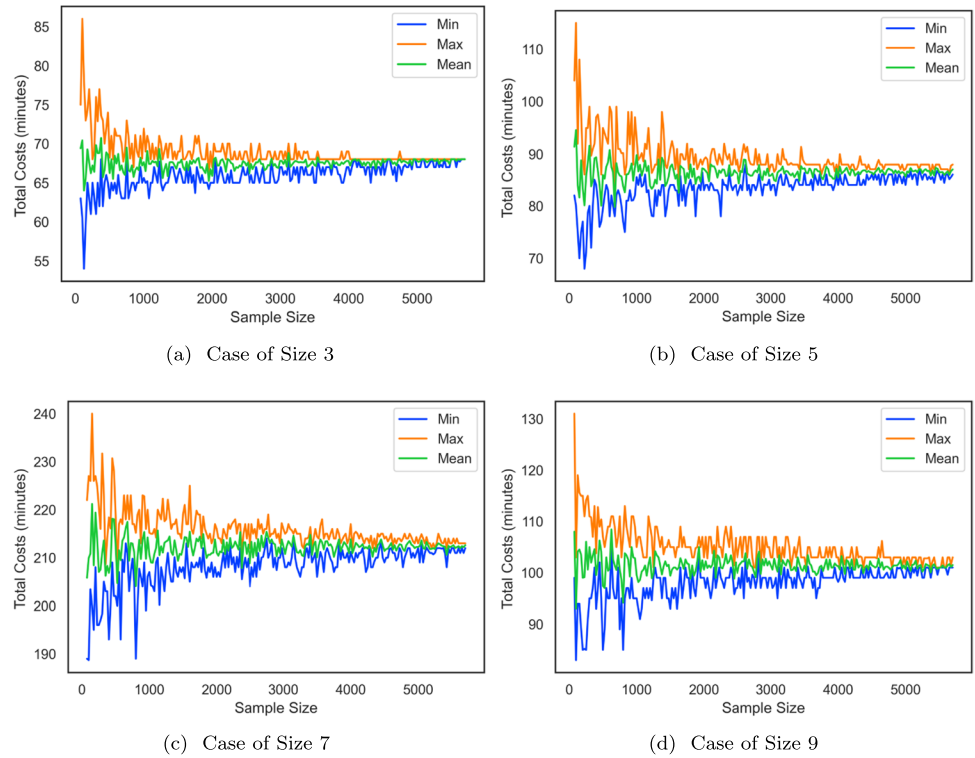 85
80
75
70
65
60
55
Total Costs (minutes)
Min
Max
Mean
0 1000 2000 3000 4000 5000
Sample Size
(a) Case of Size 3
110
100
90
80
70
Total Costs (minutes)
Min
Max
Mean
0 1000 2000 3000 4000 5000
Sample Size
(b) Case of Size 5
240
230
220
210
200
190
Total Costs (minutes)
Min
Max
Mean
0 1000 2000 3000 4000 5000
Sample Size
(c) Case of Size 7
130
120
110
100
90
Total Costs (minutes)
Min
Max
Mean
0 1000 2000 3000 4000 5000
Sample Size
(d) Case of Size 9